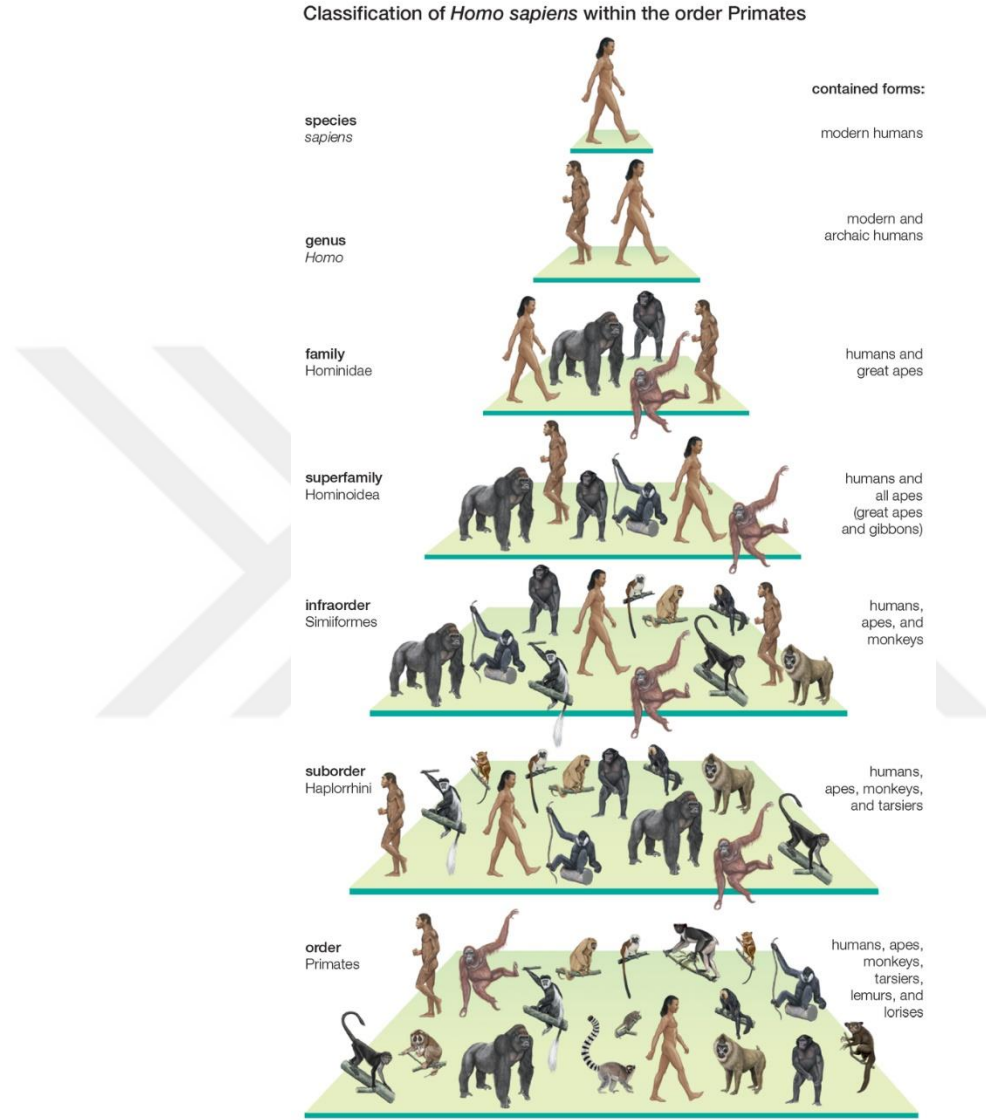 Classification of Homo sapiens within the order Primates
contained forms:
species
sapiens
modern humans
genus
Homo
modern and
archaic humans
family
Hominidae
humans and
great apes
superfamily
Hominoidea
humans and
all apes
(great apes
and gibbons)
infraorder
Simiiformes
humans,
apes, and
monkeys
suborder
Haplorrhini
humans,
apes, monkeys,
and tarsiers
order
Primates
humans, apes,
monkeys,
tarsiers,
lemurs, and
lorises